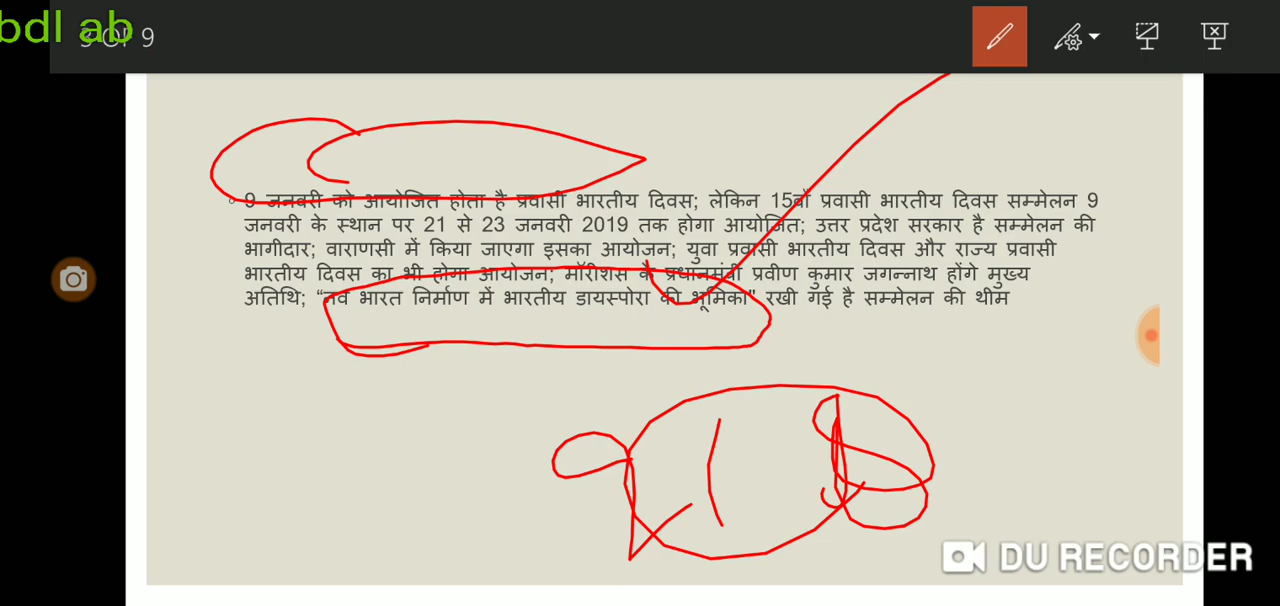 bdl ab
9 OF 9
9 जनवरी को आयोजित होता है प्रवासी भारतीय दिवस; लेकिन 15वाँ प्रवासी भारतीय दिवस सम्मेलन 9
जनवरी के स्थान पर 21 से 23 जनवरी 2019 तक होगा आयोजित; उत्तर प्रदेश सरकार है सम्मेलन की
भागीदार; वाराणसी में किया जाएगा इसका आयोजन; युवा प्रवासी भारतीय दिवस और राज्य प्रवासी
भारतीय दिवस का भी होगा आयोजन; मॉरीशस के प्रधानमंत्री प्रवीण कुमार जगन्नाथ होंगे मुख्य
अतिथि; “नव भारत निर्माण में भारतीय डायस्पोरा की भूमिका" रखी गई है सम्मेलन की थीम
DU RECORDER